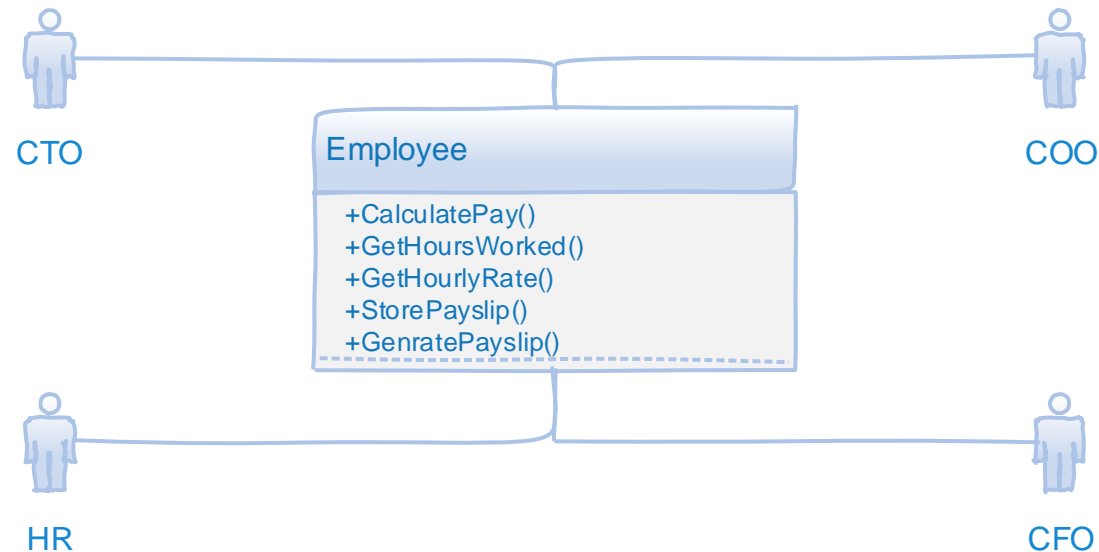 CTO
COO
Employee
+CalculatePay()
+GetHoursWorked()
+GetHourlyRate()
+StorePayslip()
+GenratePayslip()
HR
CFO